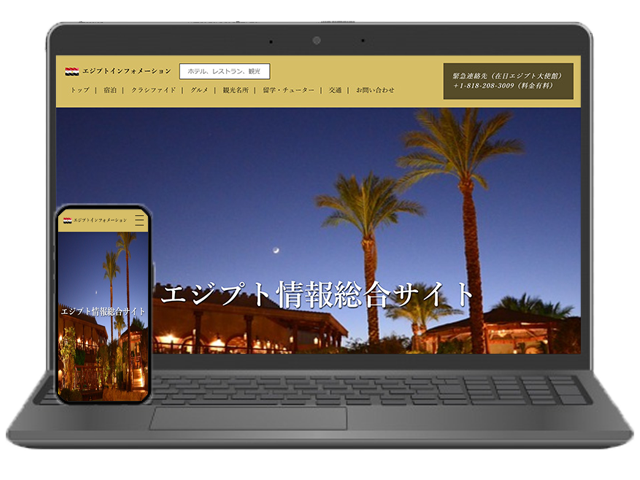 エジプトインフォメーション
ホテル、レストラン、観光
緊急連絡先（在日エジプト大使館）
＋1-818-208-3009（料金有料）
トップ | 宿泊 | クラシファイド | グルメ | 観光名所 | 留学・チューター | 交通 | お問い合わせ
エジプト情報総合サイト
エジプトインフォメーション
エジプト情報総合サイト